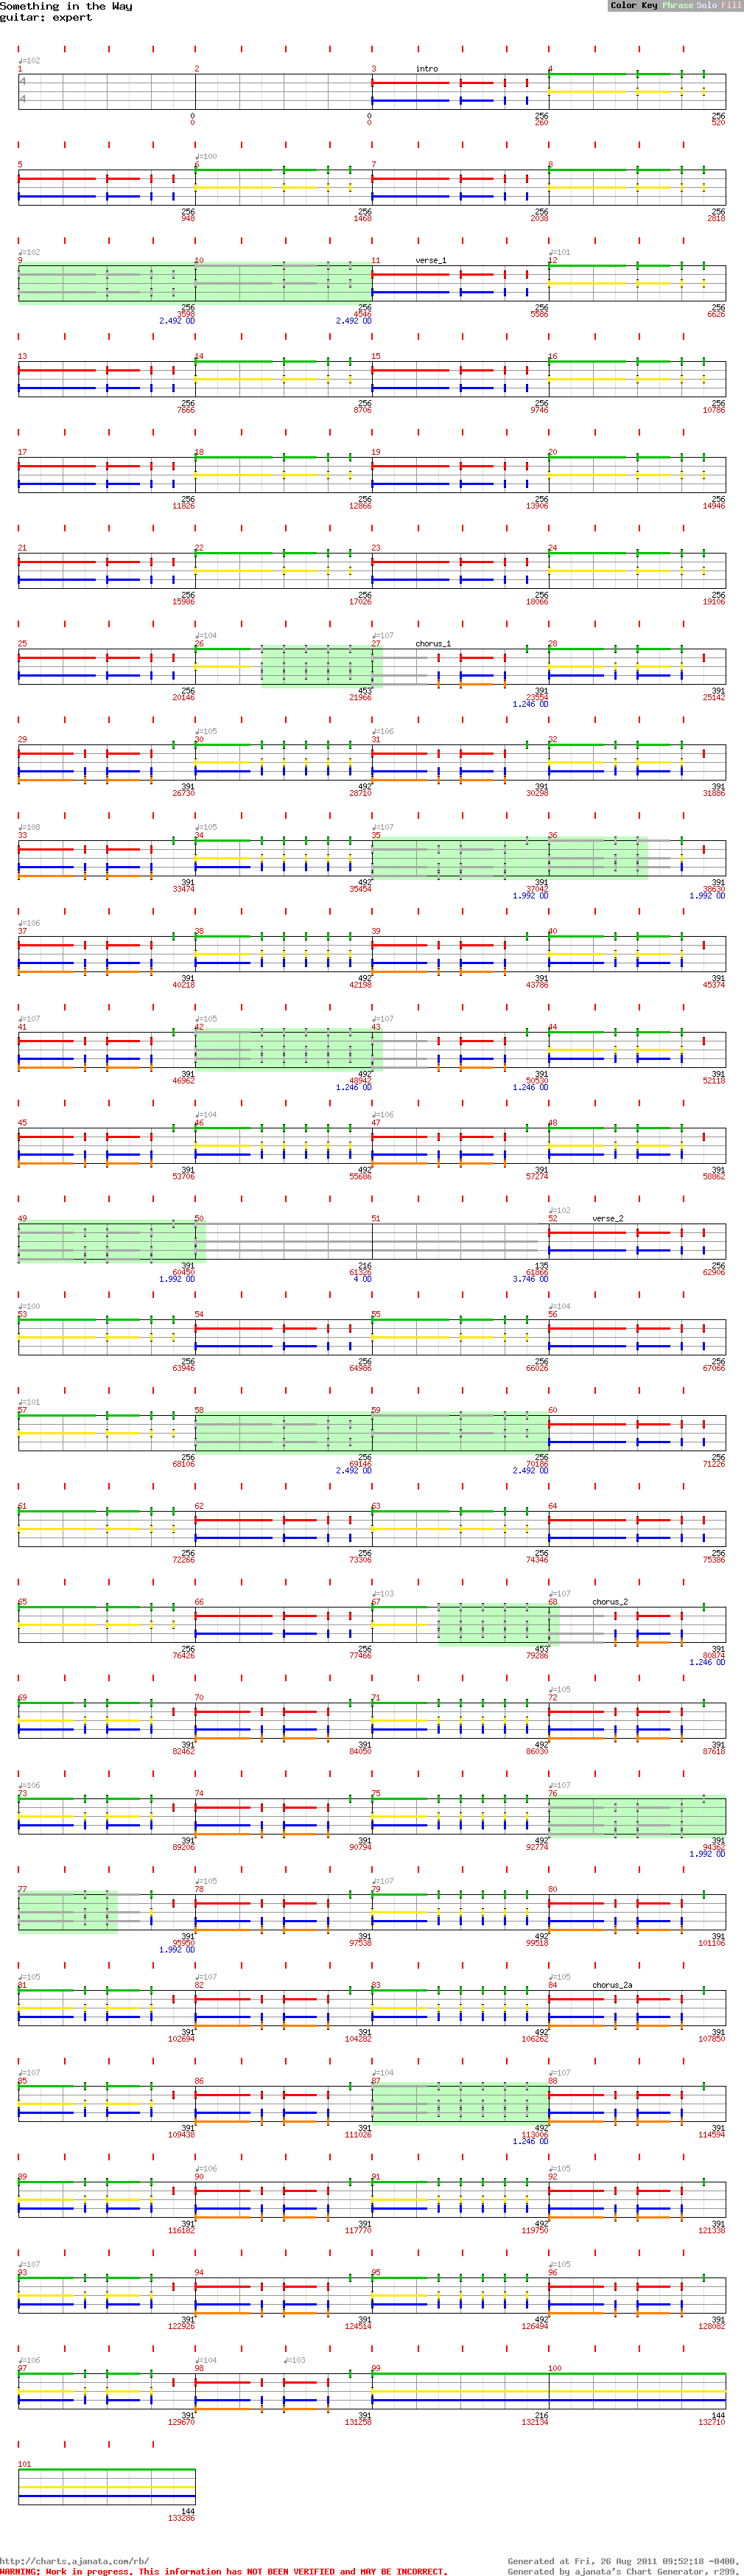 Something in the Way
Color Key Phrase Solo Fill
guitar: expert
♩=102
1 2 3 intro 4
4
4
0 0 256 256
0 0 260 520
♩=100
5 6 7 8
256 256 256 256
948 1468 2038 2818
♩=102 ♩=101
9 10 11 verse_1 12
256 256 256 256
3598 4546 5586 6626
2.492 OD 2.492 OD
13 14 15 16
256 256 256 256
7666 8706 9746 10786
17 18 19 20
256 256 256 256
11826 12866 13906 14946
21 22 23 24
256 256 256 256
15986 17026 18066 19106
♩=104 ♩=107
25 26 27 chorus_1 28
256 453 391 391
20146 21966 23554 25142
1.246 OD
♩=105 ♩=106
29 30 31 32
391 492 391 391
26730 28710 30298 31886
♩=108 ♩=105 ♩=107
33 34 35 36
391 492 391 391
33474 35454 37042 38630
1.992 OD 1.992 OD
♩=106
37 38 39 40
391 492 391 391
40218 42198 43786 45374
♩=107 ♩=105 ♩=107
41 42 43 44
391 492 391 391
46962 48942 50530 52118
1.246 OD 1.246 OD
♩=104 ♩=106
45 46 47 48
391 492 391 391
53706 55686 57274 58862
♩=102
49 50 51 52 verse_2
391 216 135 256
60450 61326 61866 62906
1.992 OD 4 OD 3.746 OD
♩=100 ♩=104
53 54 55 56
256 256 256 256
63946 64986 66026 67066
♩=101
57 58 59 60
256 256 256 256
68106 69146 70186 71226
2.492 OD 2.492 OD
61 62 63 64
256 256 256 256
72266 73306 74346 75386
♩=103 ♩=107
65 66 67 68 chorus_2
256 256 453 391
76426 77466 79286 80874
1.246 OD
♩=105
69 70 71 72
391 391 492 391
82462 84050 86030 87618
♩=106 ♩=107
73 74 75 76
391 391 492 391
89206 90794 92774 94362
1.992 OD
♩=105 ♩=107
77 78 79 80
391 391 492 391
95950 97538 99518 101106
1.992 OD
♩=105 ♩=107 ♩=105
81 82 83 84 chorus_2a
391 391 492 391
102694 104282 106262 107850
♩=107 ♩=104 ♩=107
85 86 87 88
391 391 492 391
109438 111026 113006 114594
1.246 OD
♩=106 ♩=105
89 90 91 92
391 391 492 391
116182 117770 119750 121338
♩=107 ♩=105
93 94 95 96
391 391 492 391
122926 124514 126494 128082
♩=106 ♩=104 ♩=103
97 98 99 100
391 391 216 144
129670 131258 132134 132710
101
144
133286
http://charts.ajanata.com/rb/
Generated at Fri, 26 Aug 2011 09:52:18 -0400.
WARNING: Work in progress. This information has NOT BEEN VERIFIED and MAY BE INCORRECT.
Generated by ajanata's Chart Generator, r299.